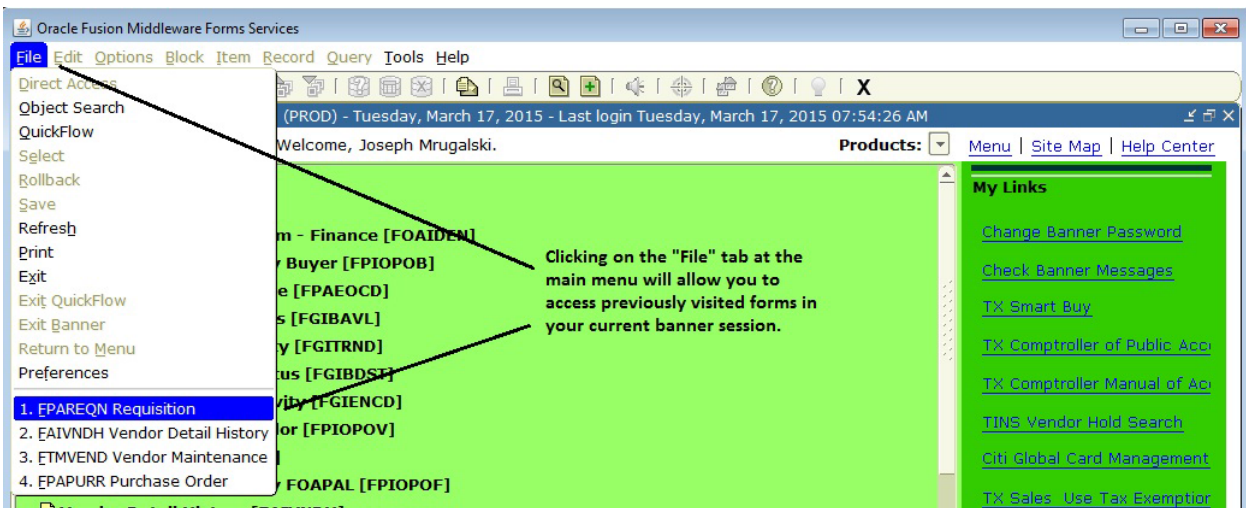 Oracle Fusion Middleware Forms Services
File Edit Options Block Item Record Query Tools Help
X
(PROD) - Tuesday, March 17, 2015 - Last login Tuesday, March 17, 2015 07:54:26 AM
Welcome, Joseph Mrugalski.
Products:
Menu | Site Map | Help Center
Direct Access
Object Search
QuickFlow
Select
Rollback
Save
Refresh
Print
Exit
Exit QuickFlow
Exit Banner
Return to Menu
Preferences
1. FPAREQN Requisition
2. FAIVNDH Vendor Detail History
3. FTMVEND Vendor Maintenance
4. FPAPURR Purchase Order
m - Finance [FOAIDEN]
y Buyer [FPIOPOB]
e [FPAEOCD]
s [FGIBAVL]
ty [FGITRND]
tus [FGIBDST]
vity [FGIENCD]
dor [FPIOPOV]
]
y FOAPAL [FPIOPOF]
Clicking on the "File" tab at the
main menu will allow you to
access previously visited forms in
your current banner session.
My Links
Change Banner Password
Check Banner Messages
TX Smart Buy
TX Comptroller of Public Acc
TX Comptroller Manual of Ac
TINS Vendor Hold Search
Citi Global Card Management
TX Sales Use Tax Exemption